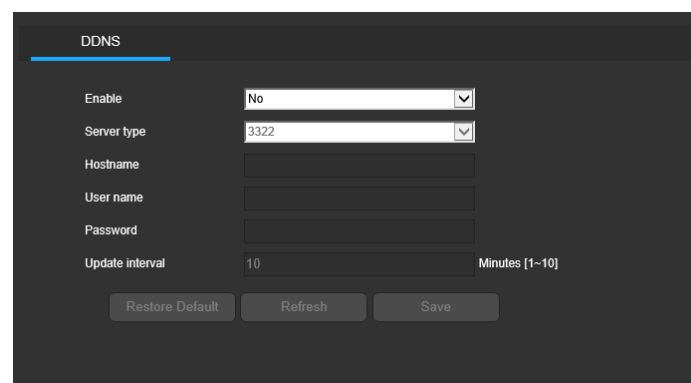 DDNS
Enable No
Server type 3322
Hostname
User name
Password
Update interval 10 Minutes [1~10]
Restore Default Refresh Save